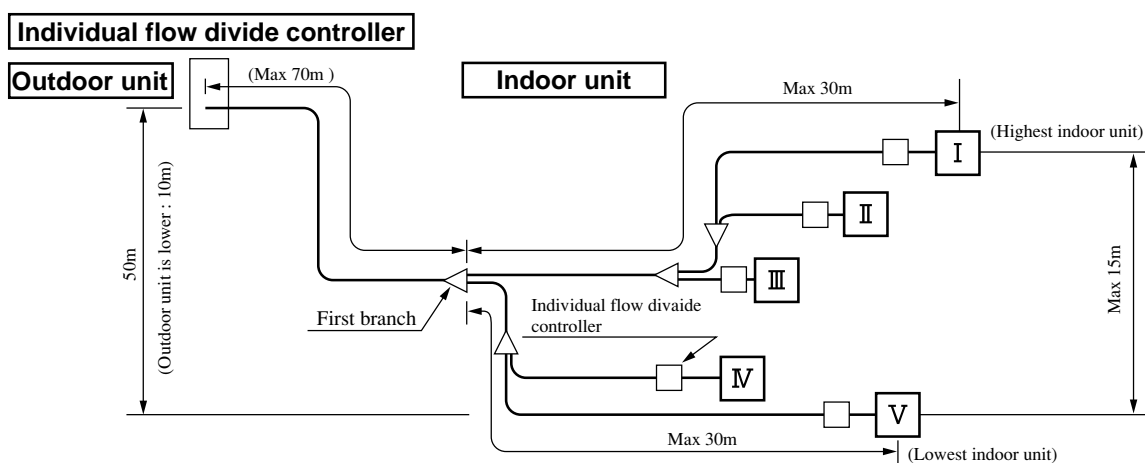 Individual flow divide controller
Outdoor unit
(Max 70m )
Indoor unit
Max 30m
(Highest indoor unit)
Ⅰ
Ⅱ
Ⅲ
50m
(Outdoor unit is lower : 10m)
Max 15m
First branch
Individual flow divaide
controller
Ⅳ
Ⅴ
Max 30m
(Lowest indoor unit)